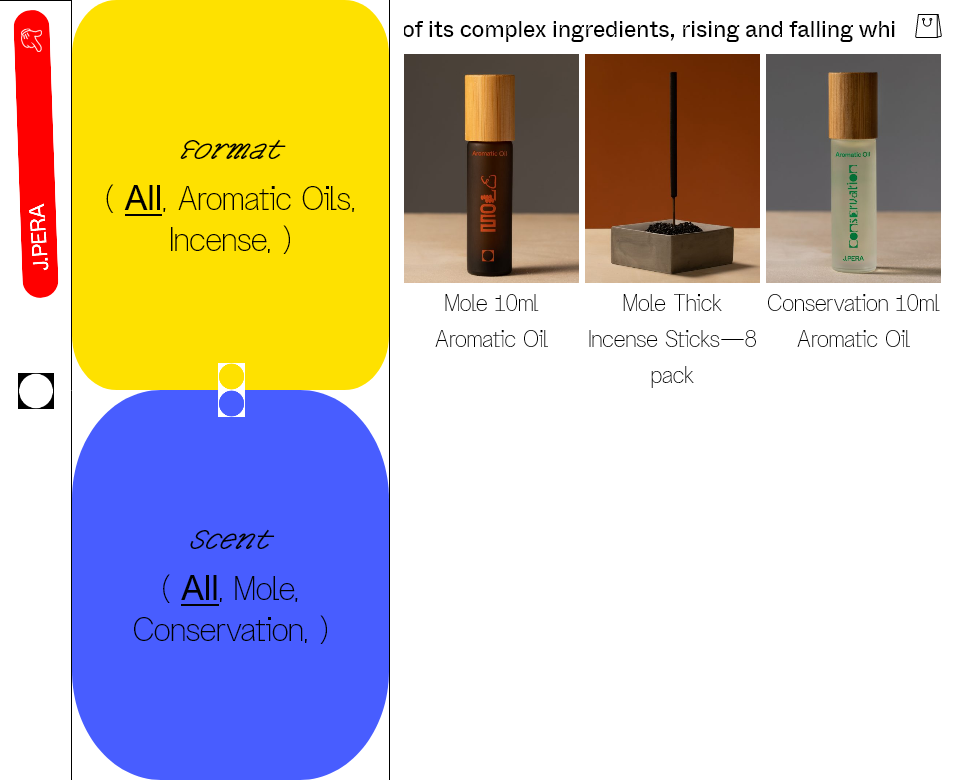 J.PERA
Format
( All, Aromatic Oils,
Incense, )
Scent
( All, Mole,
Conservation, )
of its complex ingredients, rising and falling whi
Aromatic Oil
MOLE
Aromatic Oil
Conservation
J.PERA
Mole 10ml
Aromatic Oil
Mole Thick
Incense Sticks—8
pack
Conservation 10ml
Aromatic Oil